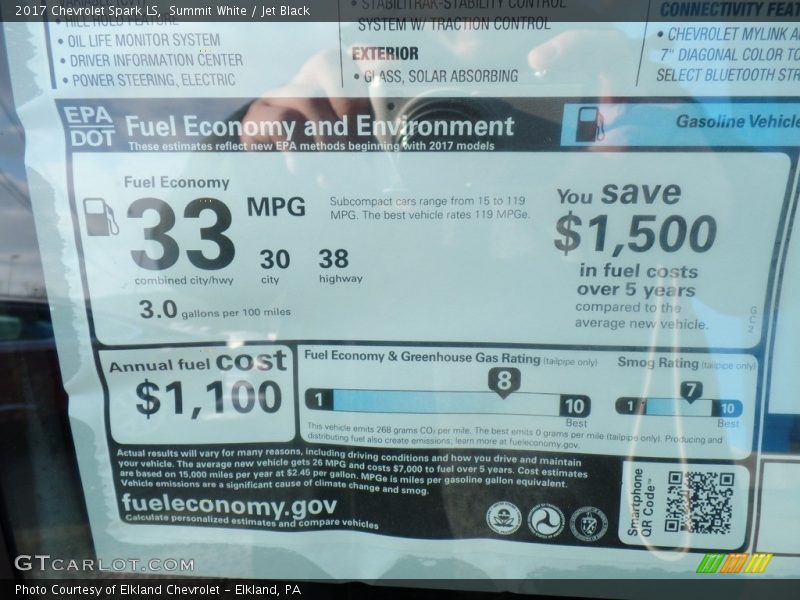 2017 Chevrolet Spark LS, Summit White / Jet Black
• HILL HOLD FEATURE
• OIL LIFE MONITOR SYSTEM
• DRIVER INFORMATION CENTER
• POWER STEERING, ELECTRIC
• STABILITRAK-STABILITY CONTROL
SYSTEM W/ TRACTION CONTROL
EXTERIOR
• GLASS, SOLAR ABSORBING
CONNECTIVITY
• CHEVROLET MYLINK
7" DIAGONAL COLOR
SELECT BLUETOOTH
EPA
DOT
Fuel Economy and Environment
These estimates reflect new EPA methods beginning with 2017 models
Gasoline Vehicle
Fuel Economy
33 MPG
combined city/hwy
30
city
38
highway
3.0 gallons per 100 miles
Subcompact cars range from 15 to 119
MPG. The best vehicle rates 119 MPGe.
You save
$1,500
in fuel costs
over 5 years
compared to the
average new vehicle.
GC2
Annual fuel cost
$1,100
Fuel Economy & Greenhouse Gas Rating (tailpipe only)
1 8 10
Best
Smog Rating (tailpipe only)
1 7 10
Best
This vehicle emits 268 grams CO₂ per mile. The best emits 0 grams per mile (tailpipe only). Producing and
distributing fuel also create emissions; learn more at fueleconomy.gov.
Actual results will vary for many reasons, including driving conditions and how you drive and maintain
your vehicle. The average new vehicle gets 26 MPG and costs $7,000 to fuel over 5 years. Cost estimates
are based on 15,000 miles per year at $2.45 per gallon. MPGe is miles per gasoline gallon equivalent.
Vehicle emissions are a significant cause of climate change and smog.
fueleconomy.gov
Calculate personalized estimates and compare vehicles
Smartphone
QR Code™
GTCARLOT.COM
Photo Courtesy of Elkland Chevrolet - Elkland, PA